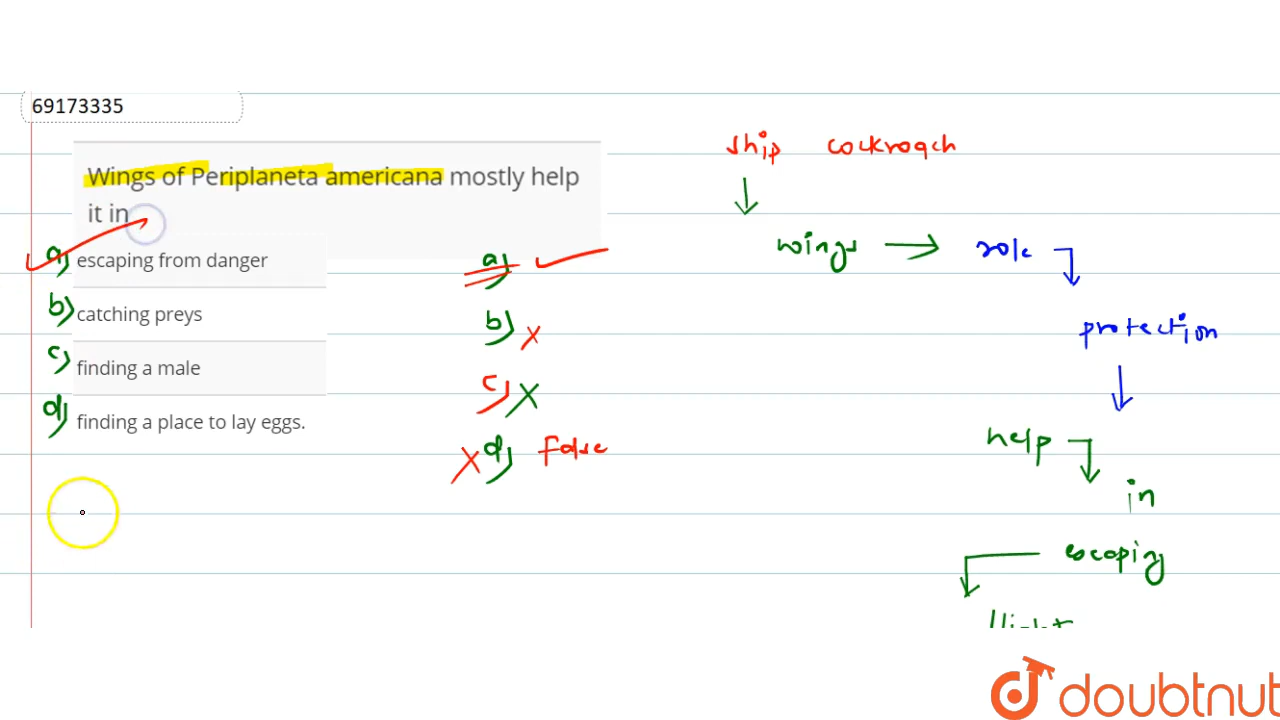 69173335
Wings of Periplaneta americana mostly help
it in
a) escaping from danger
b) catching preys
c) finding a male
d) finding a place to lay eggs.
a)
b) x
c) x
x d) false
ship cockroach
wings → role
protection
help
in
escaping
doubtnut